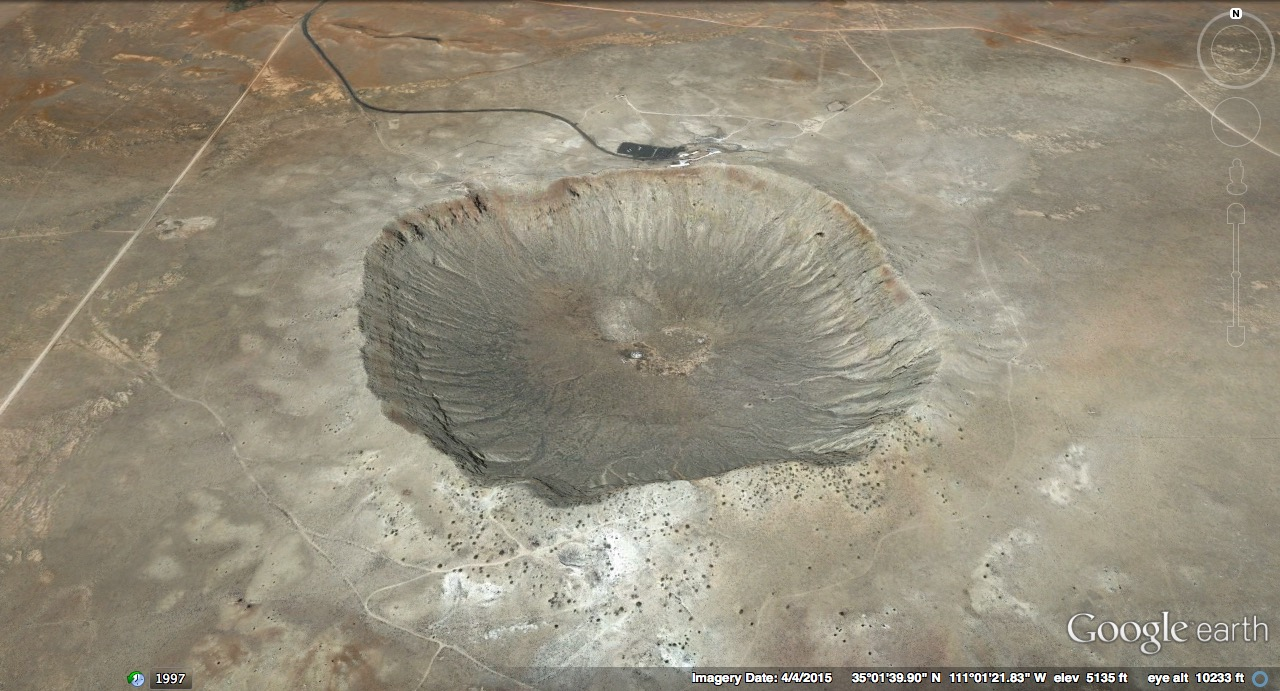 N
Google earth
1997
Imagery Date: 4/4/2015 35°01'39.90" N 111°01'21.83" W elev 5135 ft eye alt 10233 ft